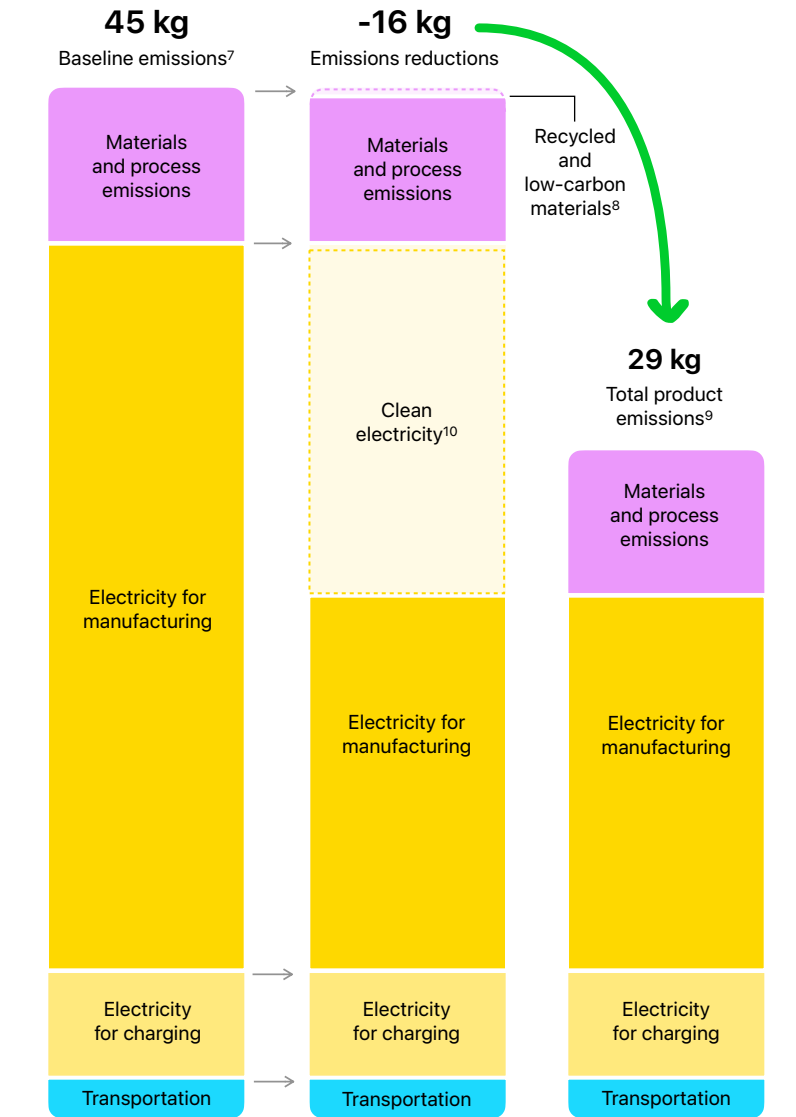 45 kg
Baseline emissions⁷
-16 kg
Emissions reductions
Materials
and process
emissions
Materials
and process
emissions
Recycled
and
low-carbon
materials⁸
Clean
electricity¹⁰
29 kg
Total product
emissions⁹
Materials
and process
emissions
Electricity for
manufacturing
Electricity for
manufacturing
Electricity for
manufacturing
Electricity
for charging
Electricity
for charging
Electricity
for charging
Transportation
Transportation
Transportation